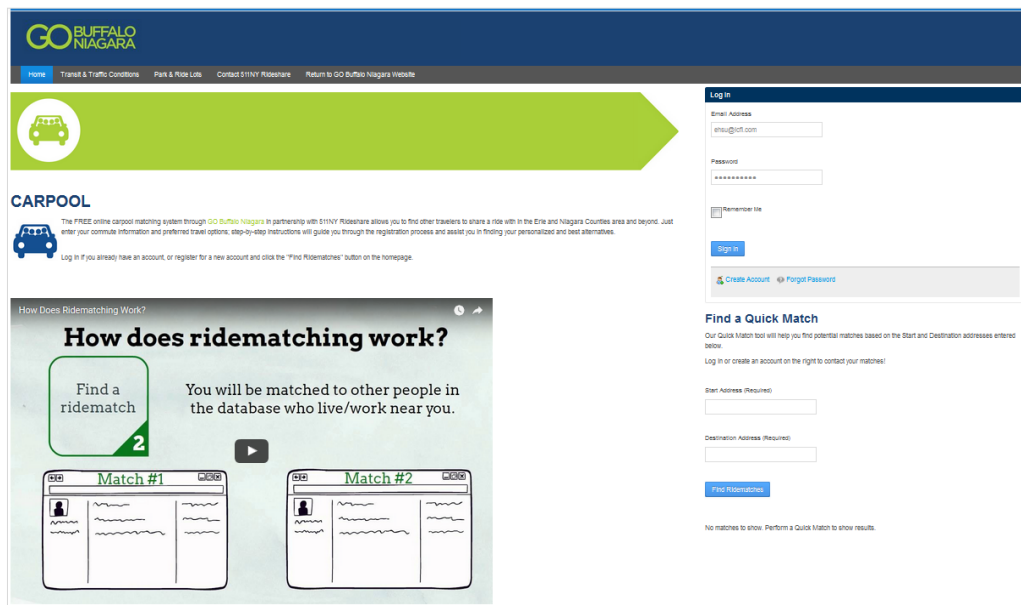 GO BUFFALO
NIAGARA
Home Transit & Traffic Conditions Park & Ride Lots Contact 511NY Rideshare Return to GO Buffalo Niagara Website
CARPOOL
The FREE online carpool matching system through GO Buffalo Niagara in partnership with 511NY Rideshare allows you to find other travelers to share a ride with in the Erie and Niagara Counties area and beyond. Just
enter your commute information and preferred travel options; step-by-step instructions will guide you through the registration process and assist you in finding your personalized and best alternatives.
Log in if you already have an account, or register for a new account and click the "Find Ridematches" button on the homepage.
How Does Ridematching Work?
How does ridematching work?
Find a
ridematch
2
You will be matched to other people in
the database who live/work near you.
Match #1
Match #2
Log In
Email Address
ehsu@icfi.com
Password
Remember Me
Sign In
Create Account Forgot Password
Find a Quick Match
Our Quick Match tool will help you find potential matches based on the Start and Destination addresses entered
below.
Log in or create an account on the right to contact your matches!
Start Address (Required)
Destination Address (Required)
Find Ridematches
No matches to show. Perform a Quick Match to show results.